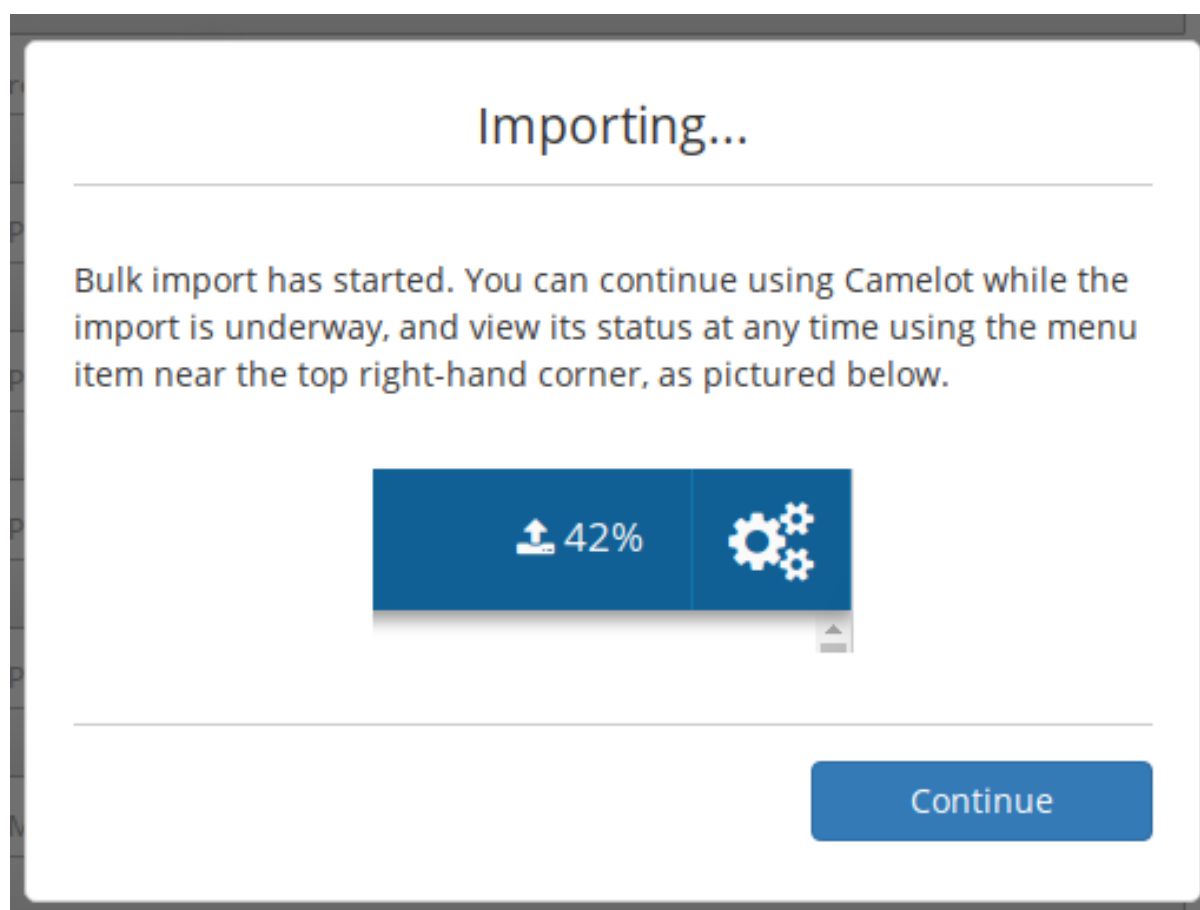 Importing...
Bulk import has started. You can continue using Camelot while the
import is underway, and view its status at any time using the menu
item near the top right-hand corner, as pictured below.
42%
Continue